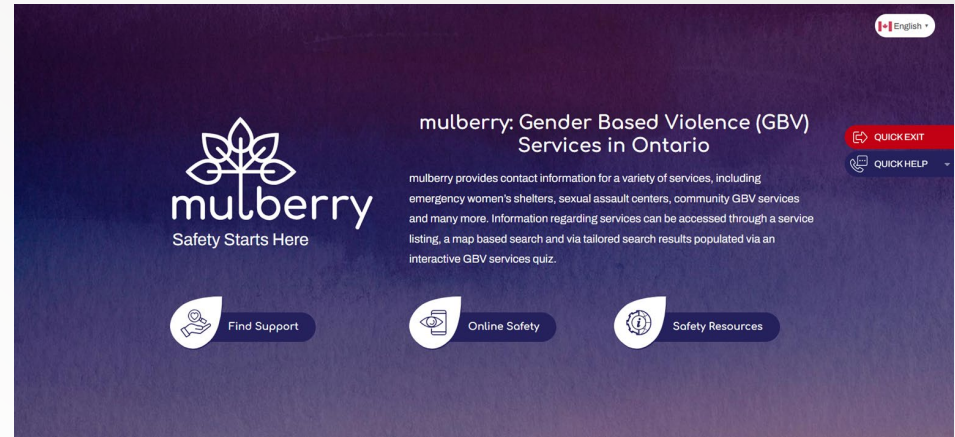 English
mulberry
Safety Starts Here
mulberry: Gender Based Violence (GBV)
Services in Ontario
mulberry provides contact information for a variety of services, including
emergency women's shelters, sexual assault centers, community GBV services
and many more. Information regarding services can be accessed through a service
listing, a map based search and via tailored search results populated via an
interactive GBV services quiz.
QUICK EXIT
QUICK HELP
Find Support
Online Safety
Safety Resources